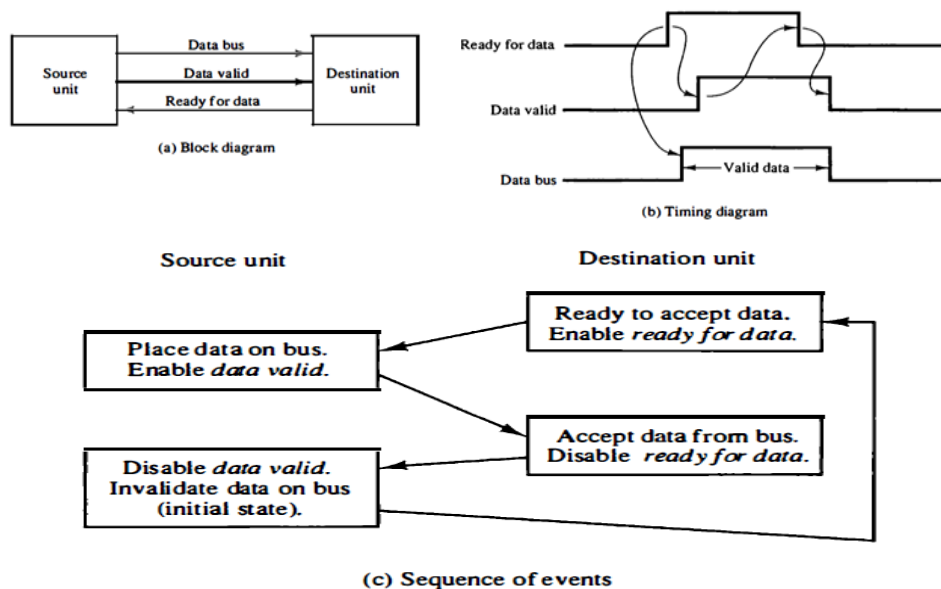 Data bus
Source
unit
Data valid
Destination
unit
Ready for data
(a) Block diagram
Ready for data
Data valid
Data bus
Valid data
(b) Timing diagram
Source unit
Destination unit
Ready to accept data.
Enable ready for data.
Place data on bus.
Enable data valid.
Accept data from bus.
Disable ready for data.
Disable data valid.
Invalidate data on bus
(initial state).
(c) Sequence of events